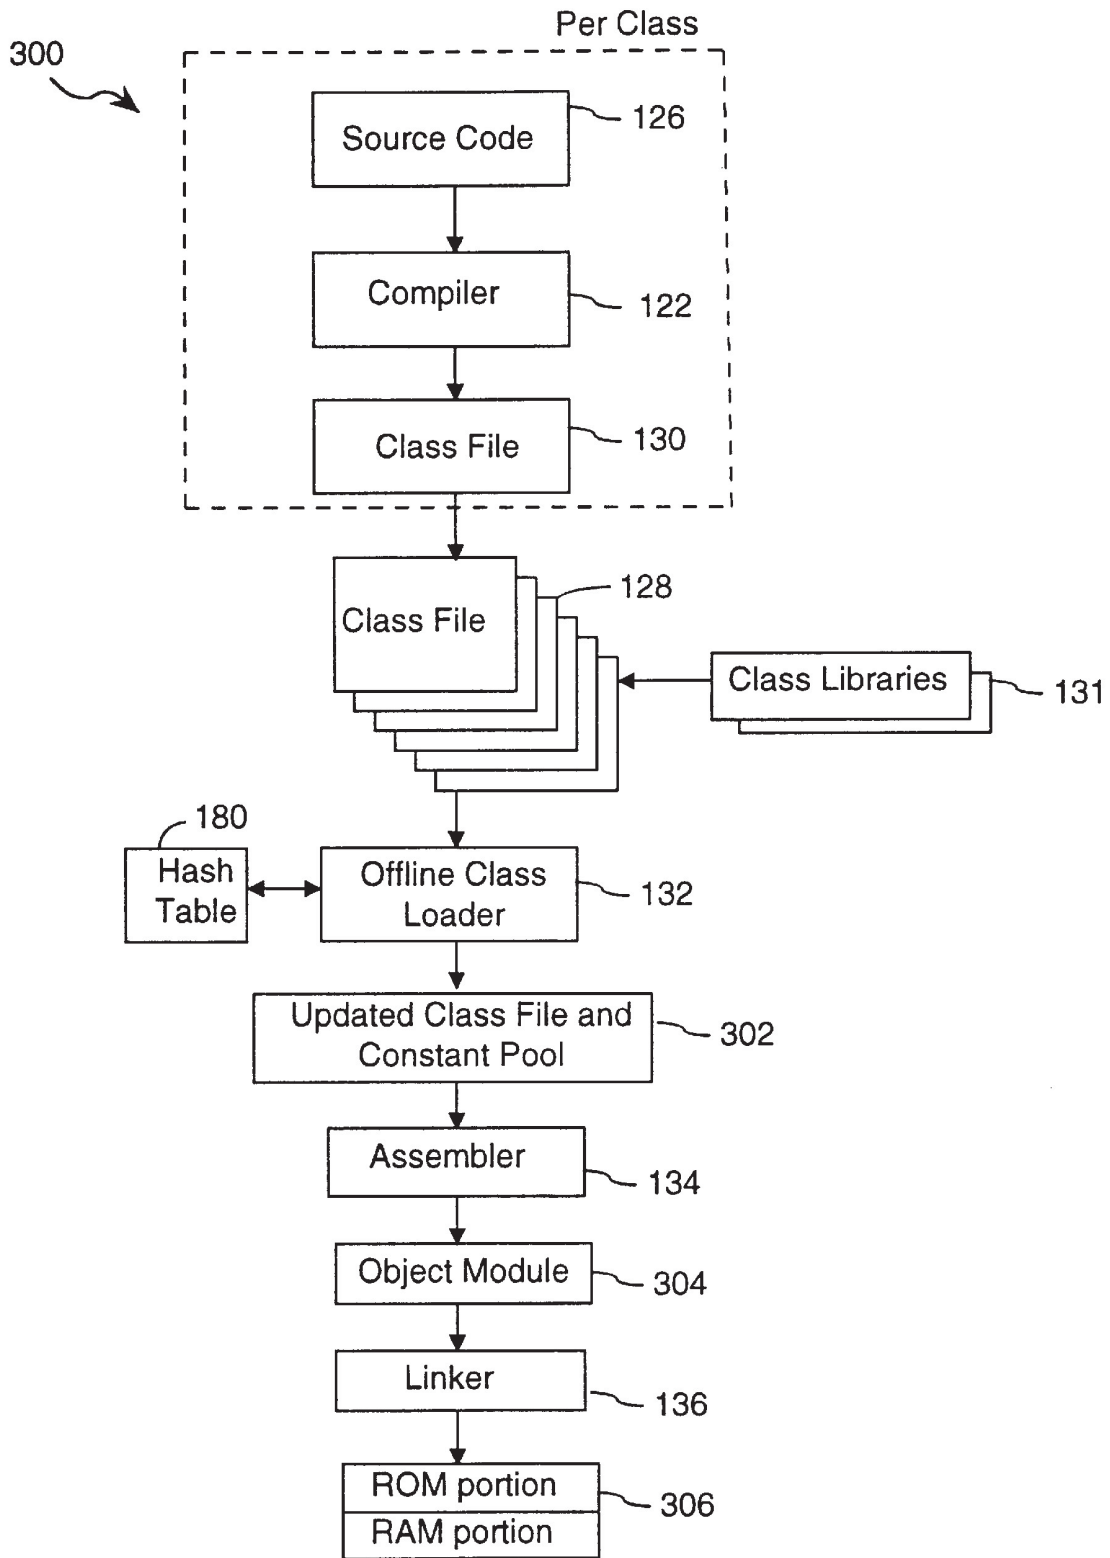 Per Class
300
Source Code
126
Compiler
122
Class File
130
Class File
128
Class Libraries
131
180
Hash
Table
Offline Class
Loader
132
Updated Class File and
Constant Pool
302
Assembler
134
Object Module
304
Linker
136
ROM portion
306
RAM portion